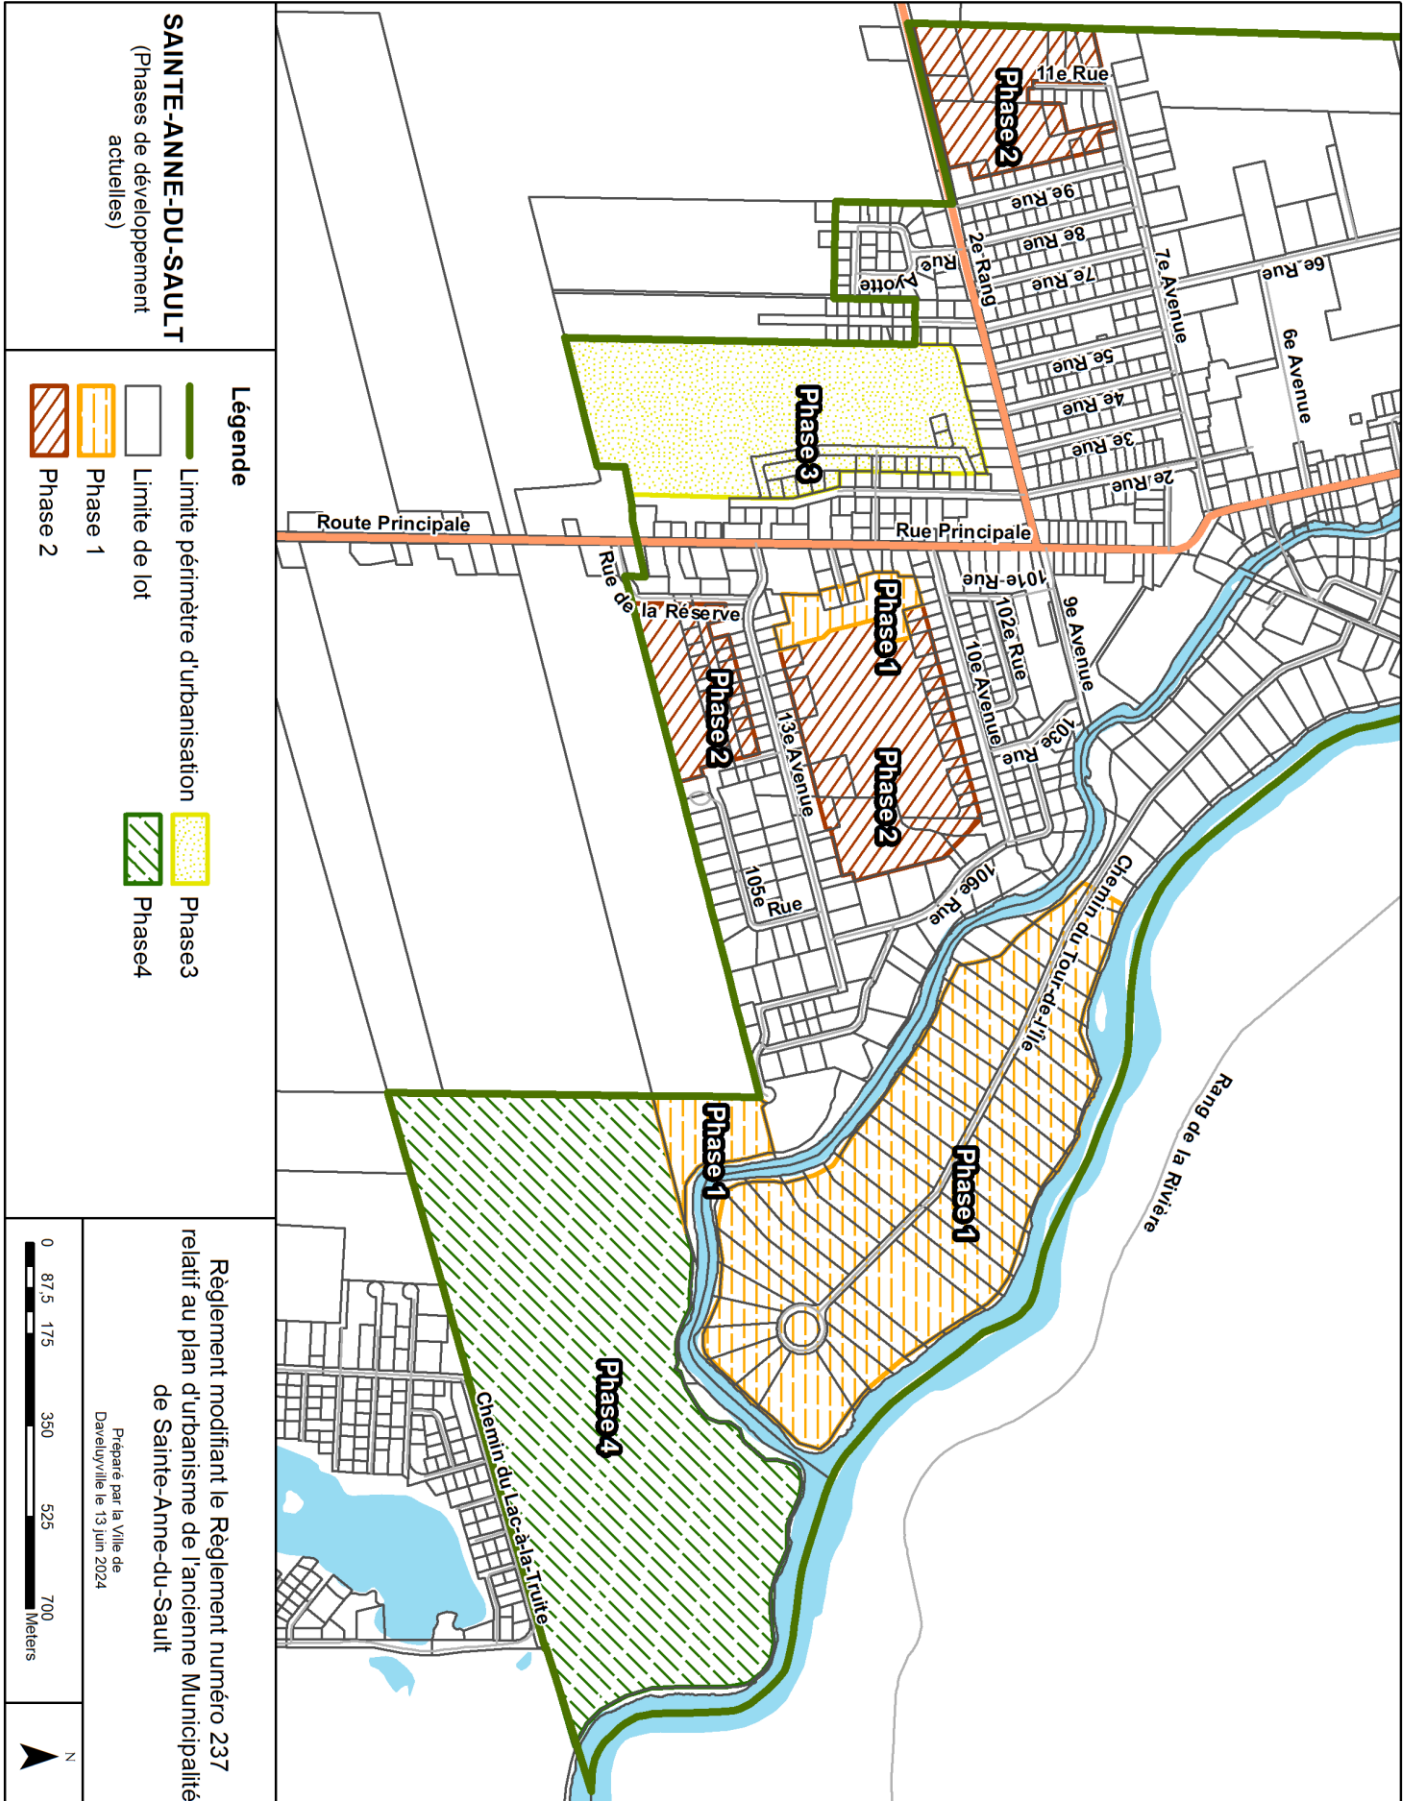 SAINTE-ANNE-DU-SAULT
(Phases de développement
actuelles)
Légende
Limite périmètre d'urbanisation
Limite de lot
Phase 1
Phase 2
Phase3
Phase4
Règlement modifiant le Règlement numéro 237
relatif au plan d'urbanisme de l'ancienne Municipalité
de Sainte-Anne-du-Sault
Préparé par la Ville de
Daveluyville le 13 juin 2024
0 87,5 175 350 525 700
Meters
N
Phase 2
11e Rue
9e Rue
8e Rue
7e Rue
6e Rue
5e Rue
4e Rue
3e Rue
2e Rue
7e Avenue
6e Avenue
2e Rang
Rue Ayotte
Phase 3
Route Principale
Rue Principale
Rue de la Réserve
Phase 1
Phase 2
Phase 2
101e Rue
102e Rue
103e Rue
9e Avenue
10e Avenue
13e Avenue
105e Rue
106e Rue
Chemin du Tour-de-l'Île
Rang de la Rivière
Phase 1
Phase 1
Phase 4
Chemin du Lac-à-la-Truite